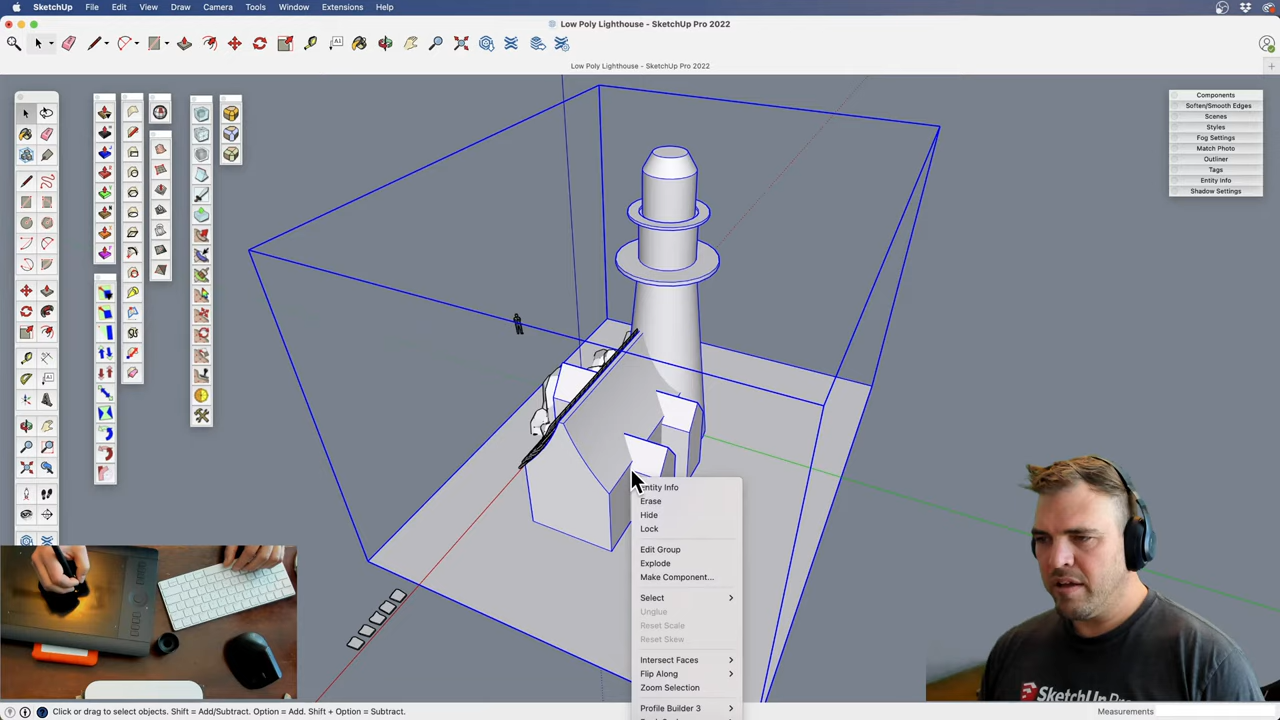 SketchUp File Edit View Draw Camera Tools Window Extensions Help
Low Poly Lighthouse - SketchUp Pro 2022
Low Poly Lighthouse - SketchUp Pro 2022
Components
Soften/Smooth Edges
Scenes
Styles
Fog Settings
Match Photo
Outliner
Tags
Entity Info
Shadow Settings
Entity Info
Erase
Hide
Lock
Edit Group
Explode
Make Component...
Select
Unglue
Reset Scale
Reset Skew
Intersect Faces
Flip Along
Zoom Selection
Profile Builder 3
SketchUp Pro
Click or drag to select objects. Shift = Add/Subtract. Option = Add. Shift + Option = Subtract.
Measurements